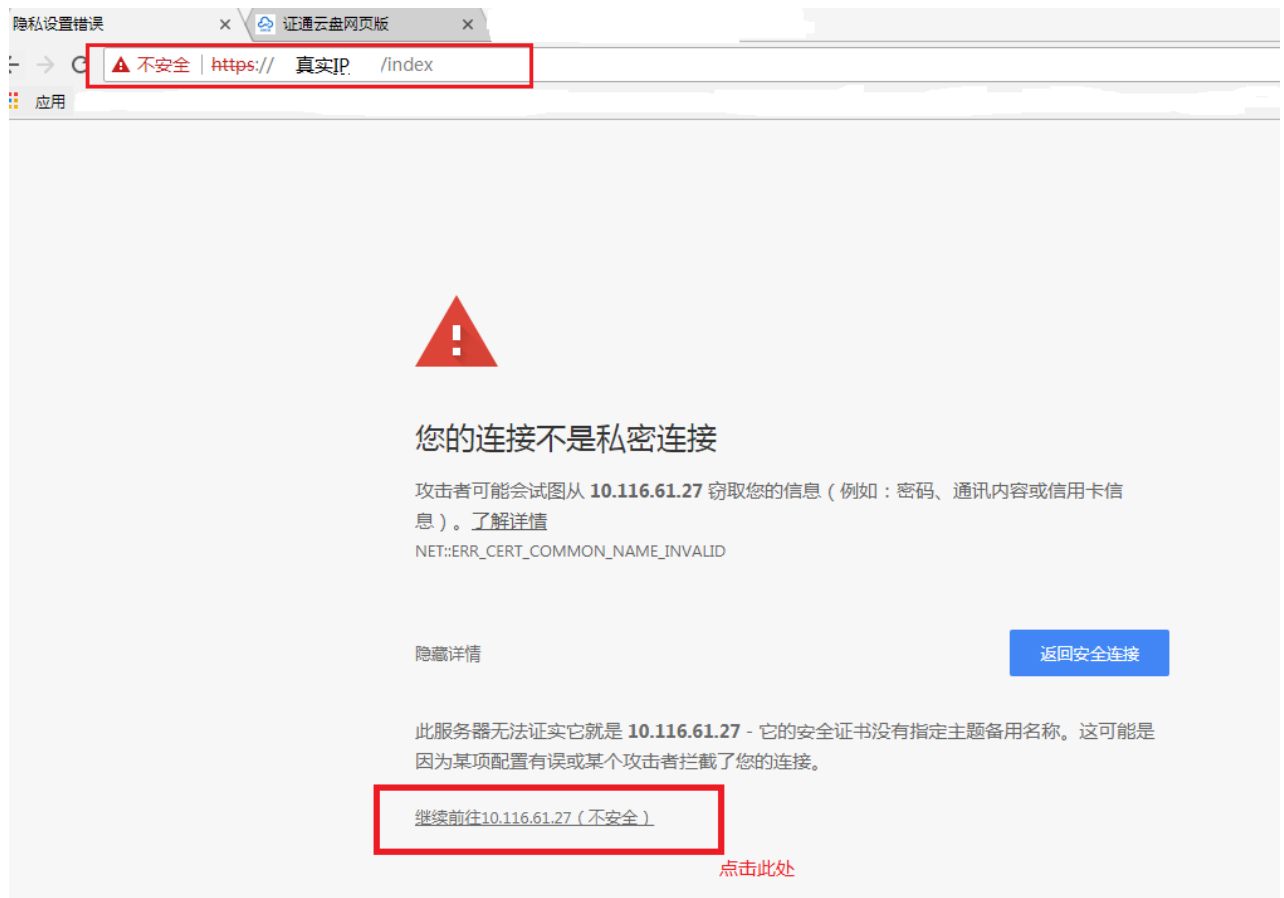 隐私设置错误 × 证通云盘网页版 ×
不安全 https:// 真实IP /index
应用
您的连接不是私密连接
攻击者可能会试图从 10.116.61.27 窃取您的信息（例如：密码、通讯内容或信用卡信
息）。了解详情
NET::ERR_CERT_COMMON_NAME_INVALID
隐藏详情 返回安全连接
此服务器无法证实它就是 10.116.61.27 - 它的安全证书没有指定主题备用名称。这可能是
因为某项配置有误或某个攻击者拦截了您的连接。
继续前往10.116.61.27（不安全）
点击此处